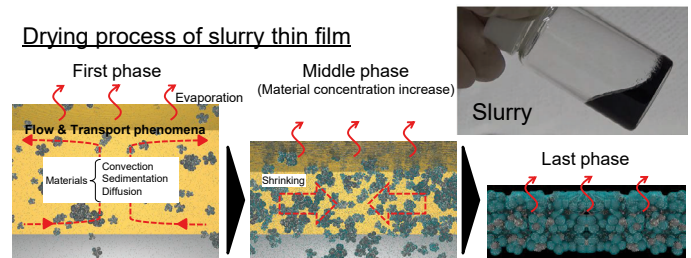 Drying process of slurry thin film
First phase
Evaporation
Flow & Transport phenomena
Materials
Convection
Sedimentation
Diffusion
Middle phase
(Material concentration increase)
Shrinking
Slurry
Last phase